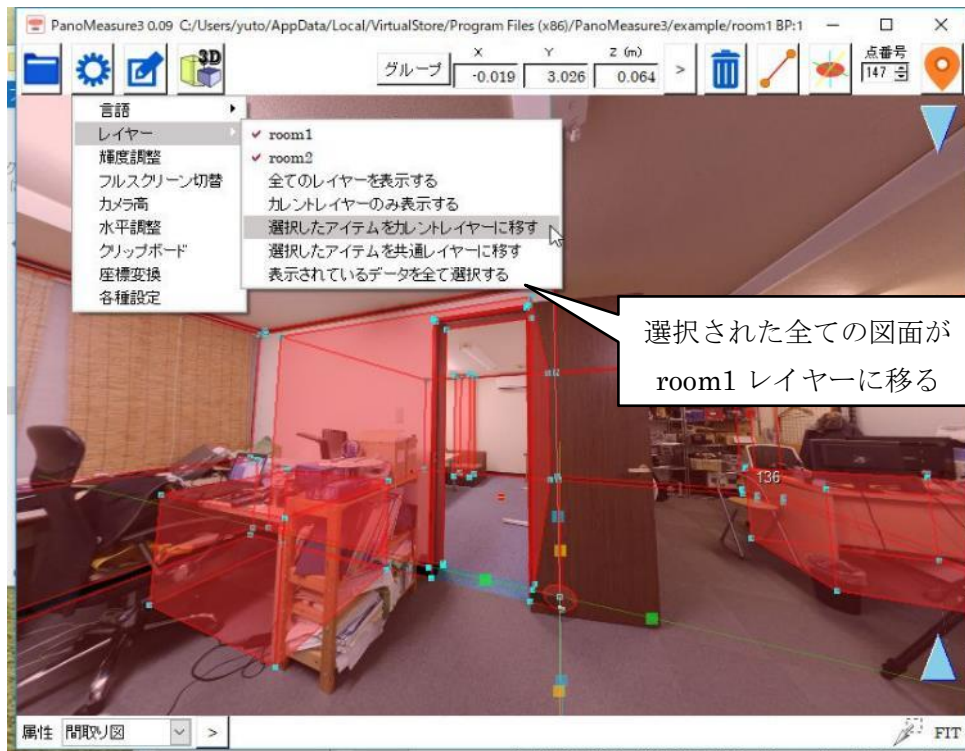 PanoMeasure3 0.09 C:/Users/yuto/AppData/Local/VirtualStore/Program Files (x86)/PanoMeasure3/example/room1 BP:1
3D
グループ
X Y Z (m)
-0.019 3.026 0.064 >
点番号
147
言語
レイヤー
輝度調整
フルスクリーン切替
カメラ高
水平調整
クリップボード
座標変換
各種設定
room1
room2
全てのレイヤーを表示する
カレントレイヤーのみ表示する
選択したアイテムをカレントレイヤーに移す
選択したアイテムを共通レイヤーに移す
表示されているデータを全て選択する
選択された全ての図面が
room1 レイヤーに移る
136
属性 間取り図 >
FIT